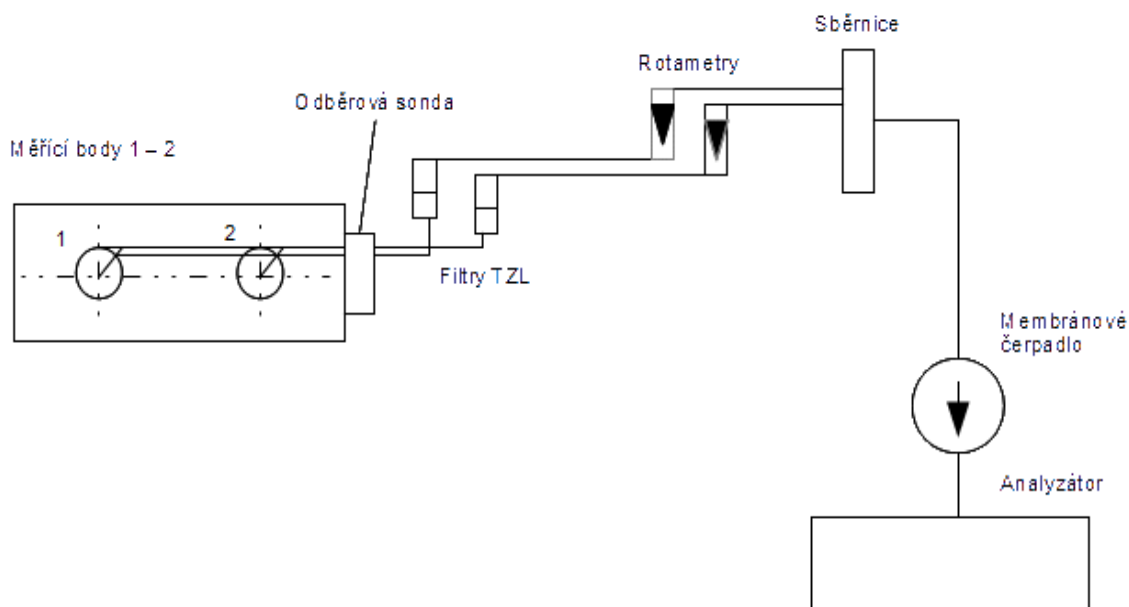 Sběrnice
Rotametry
Odběrová sonda
Měřící body 1 – 2
1
2
Filtry TZL
Membránové
čerpadlo
Analyzátor